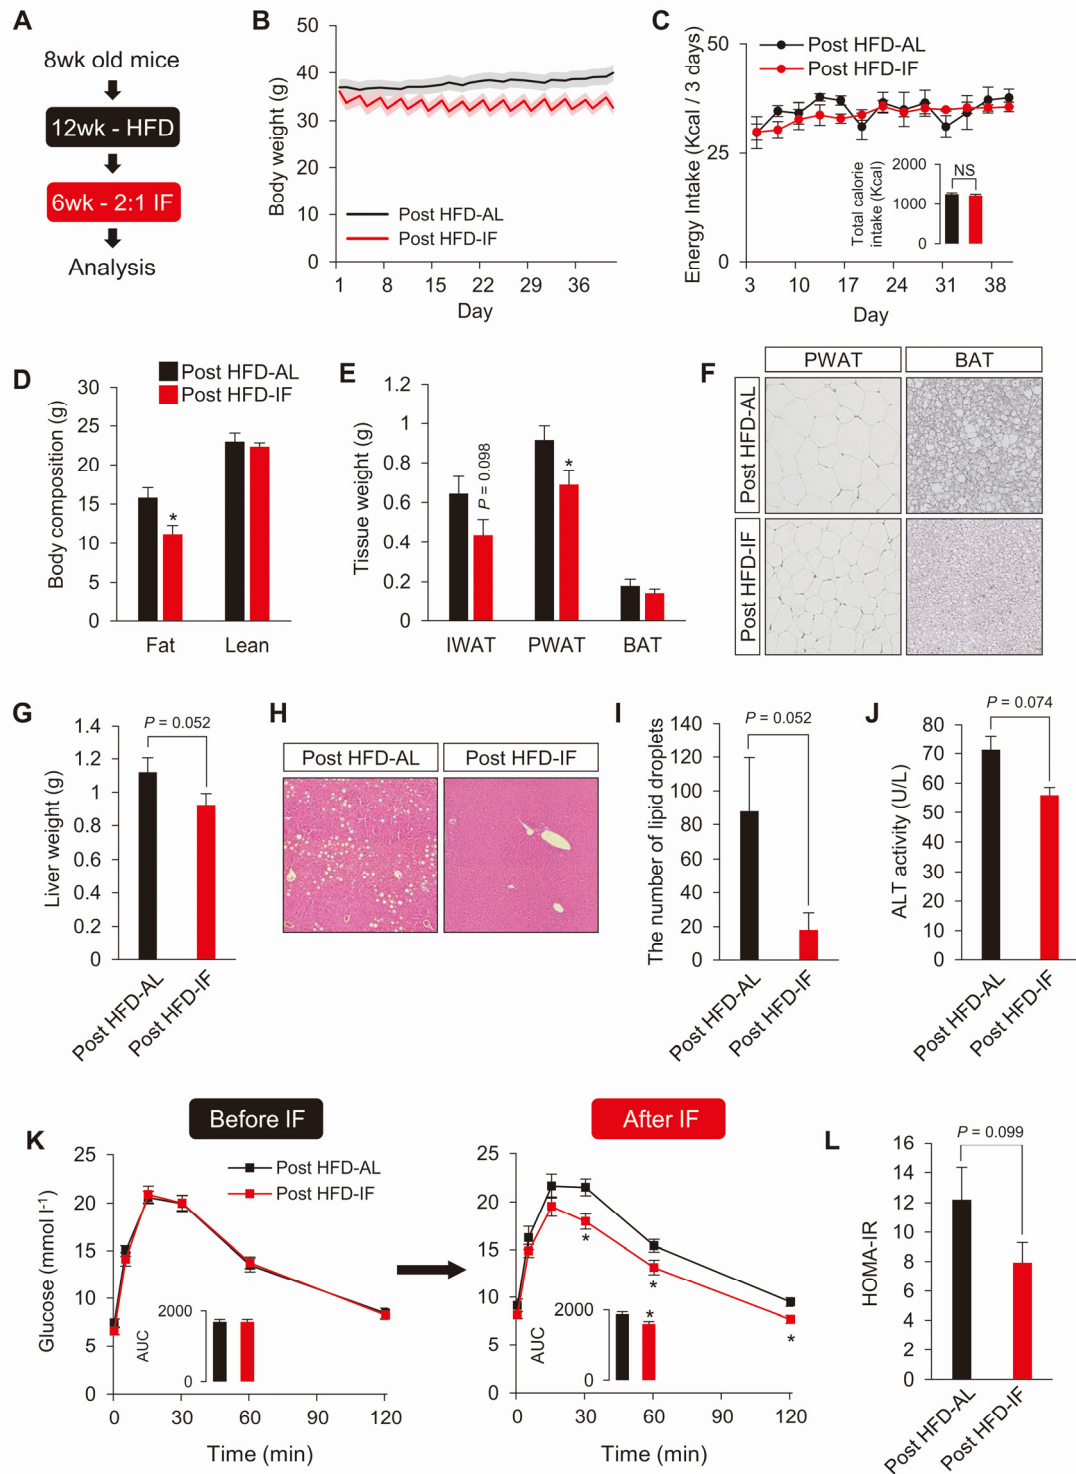 A
8wk old mice
12wk - HFD
6wk - 2:1 IF
Analysis
B
Body weight (g)
50
40
30
20
10
0
Post HFD-AL
Post HFD-IF
1 8 15 22 29 36
Day
C
Energy Intake (Kcal / 3 days)
50
25
0
Post HFD-AL
Post HFD-IF
Total calorie
intake (Kcal)
2000
1000
0
NS
3 10 17 24 31 38
Day
D
Post HFD-AL
Post HFD-IF
Body composition (g)
30
25
20
15
10
5
0
*
Fat Lean
E
Tissue weight (g)
1.2
1
0.8
0.6
0.4
0.2
0
P = 0.098
*
IWAT PWAT BAT
F
PWAT BAT
Post HFD-AL
Post HFD-IF
G
Liver weight (g)
1.4
1.2
1
0.8
0.6
0.4
0.2
0
P = 0.052
Post HFD-AL
Post HFD-IF
H
Post HFD-AL Post HFD-IF
I
The number of lipid droplets
140
120
100
80
60
40
20
0
P = 0.052
Post HFD-AL
Post HFD-IF
J
ALT activity (U/L)
80
70
60
50
40
30
20
10
0
P = 0.074
Post HFD-AL
Post HFD-IF
K
Before IF
Glucose (mmol l-1)
25
20
15
10
5
0
Post HFD-AL
Post HFD-IF
AUC
2000
0
0 30 60 90 120
Time (min)
After IF
25
20
15
10
5
0
*
*
*
AUC
2000
0
*
0 30 60 90 120
Time (min)
L
HOMA-IR
16
14
12
10
8
6
4
2
0
P = 0.099
Post HFD-AL
Post HFD-IF